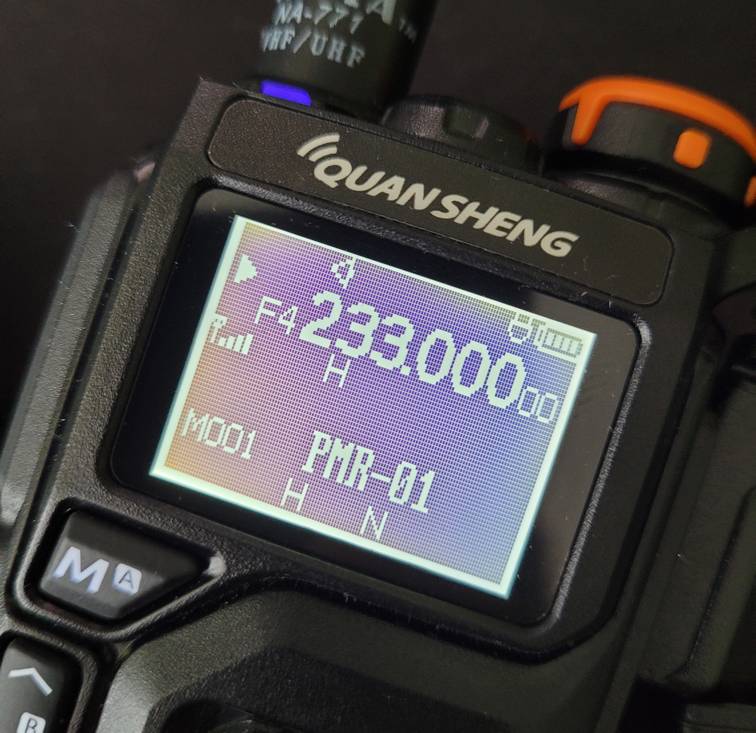 NA-771
VHF/UHF
QUANSHENG
F4 233.00000
H
M001 PMR-01
H N
M A
B